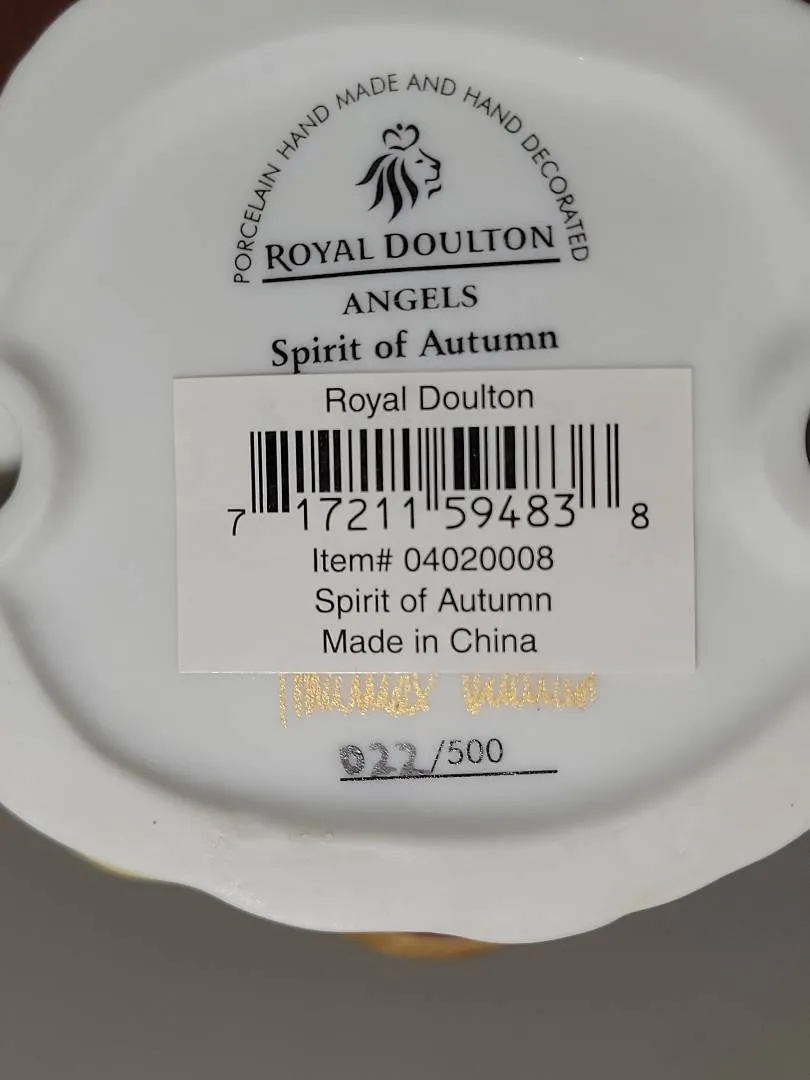 PORCELAIN HAND MADE AND HAND DECORATED
ROYAL DOULTON
ANGELS
Spirit of Autumn
Royal Doulton
7 17211 59483 8
Item# 04020008
Spirit of Autumn
Made in China
022/500